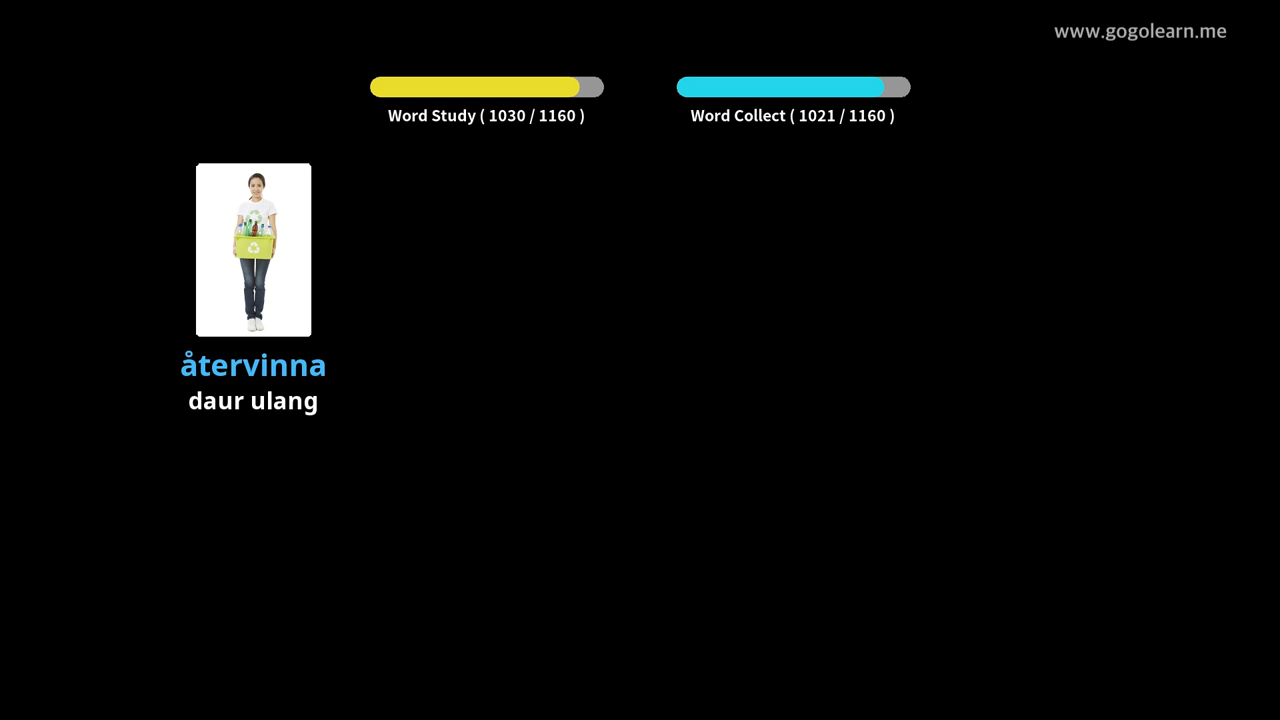 www.gogolearn.me
Word Study ( 1030 / 1160 )
Word Collect ( 1021 / 1160 )
återvinna
daur ulang